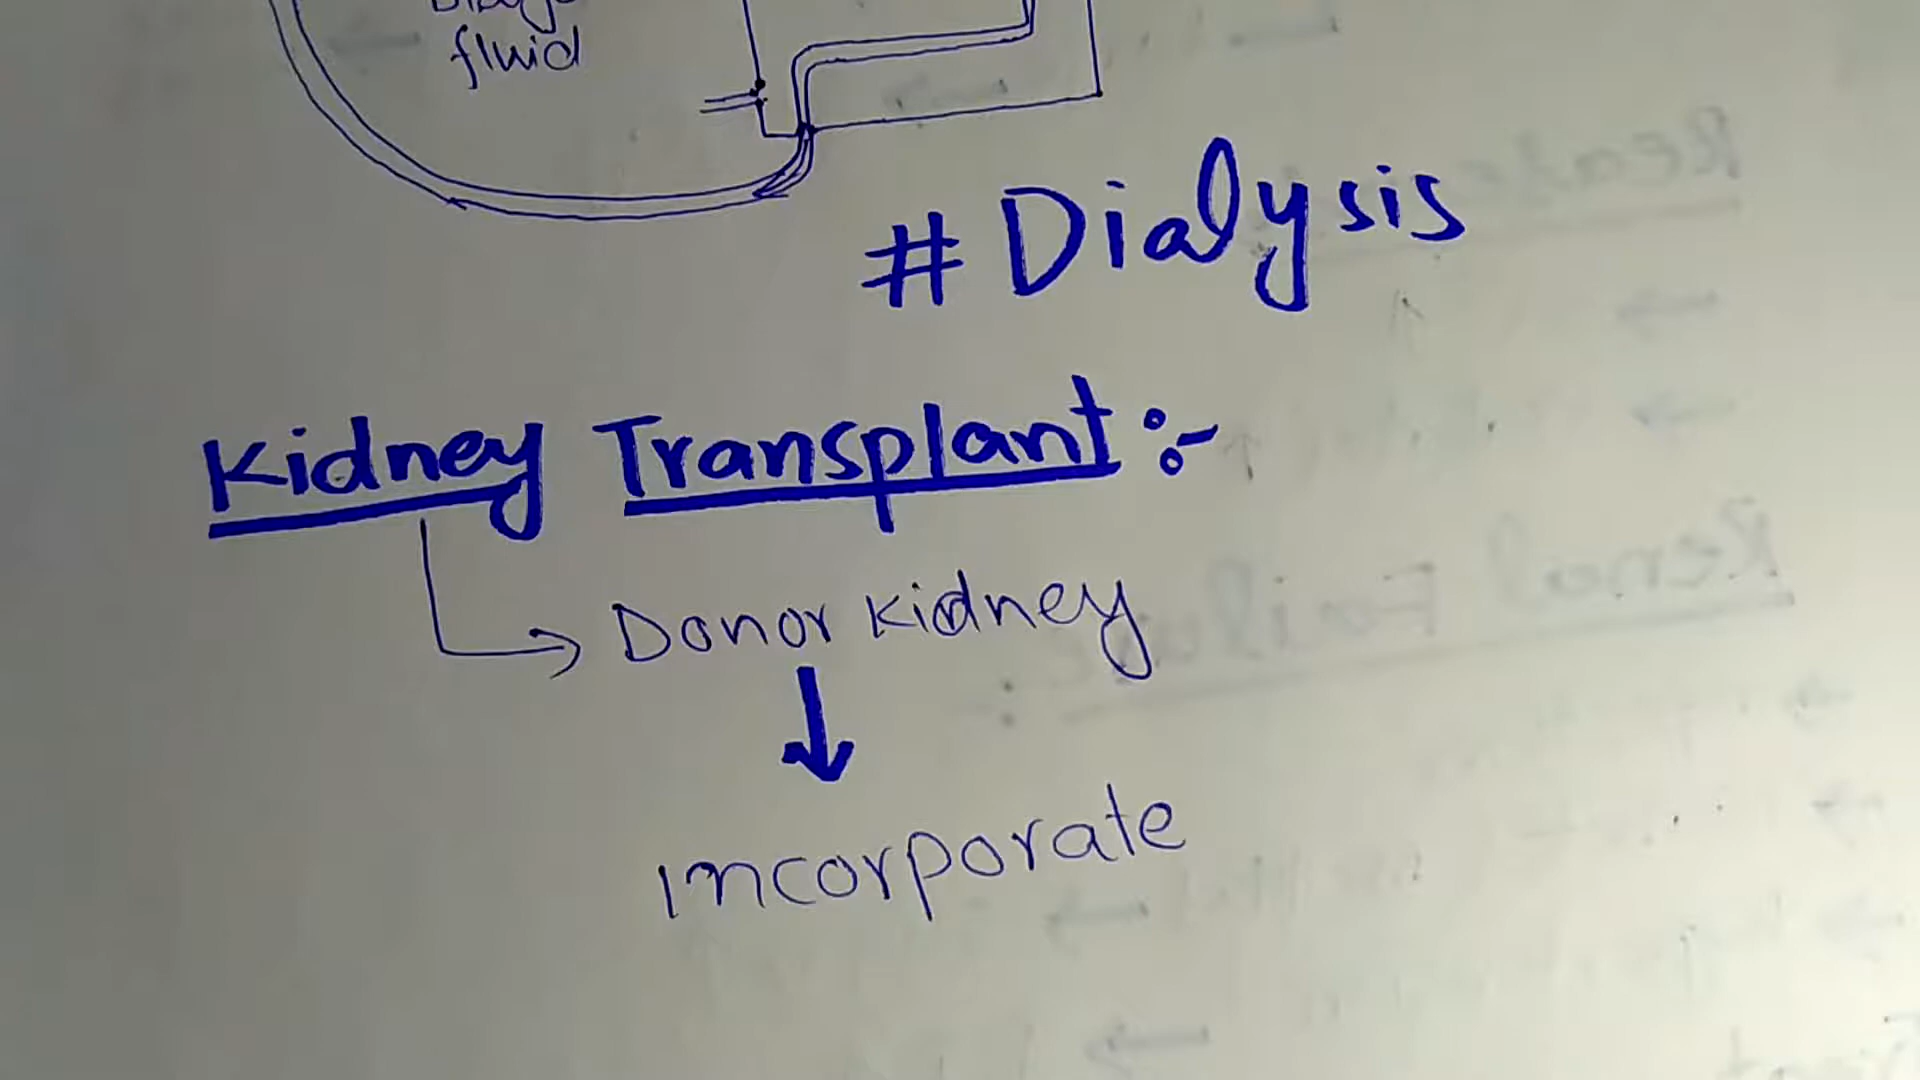 fluid
# Dialysis
Kidney Transplant :-
Donor Kidney
incorporate